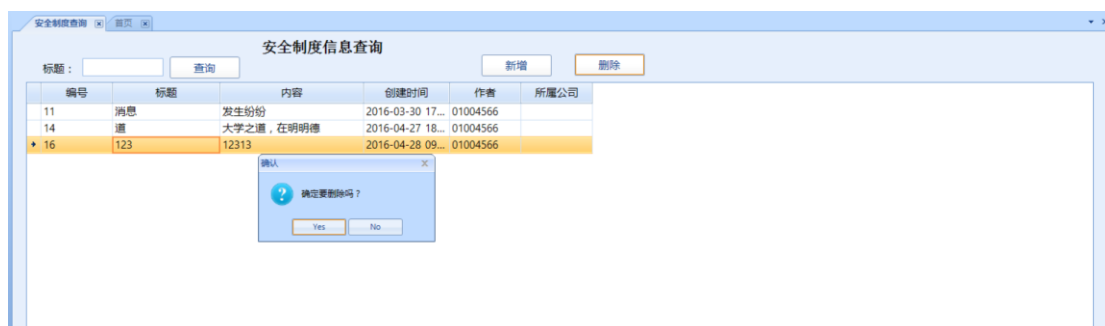 安全制度查询 首页
安全制度信息查询
标题： 查询 新增 删除
编号 标题 内容 创建时间 作者 所属公司
11 消息 发生纷纷 2016-03-30 17... 01004566
14 道 大学之道，在明明德 2016-04-27 18... 01004566
16 123 12313 2016-04-28 09... 01004566
确认
确定要删除吗？
Yes No